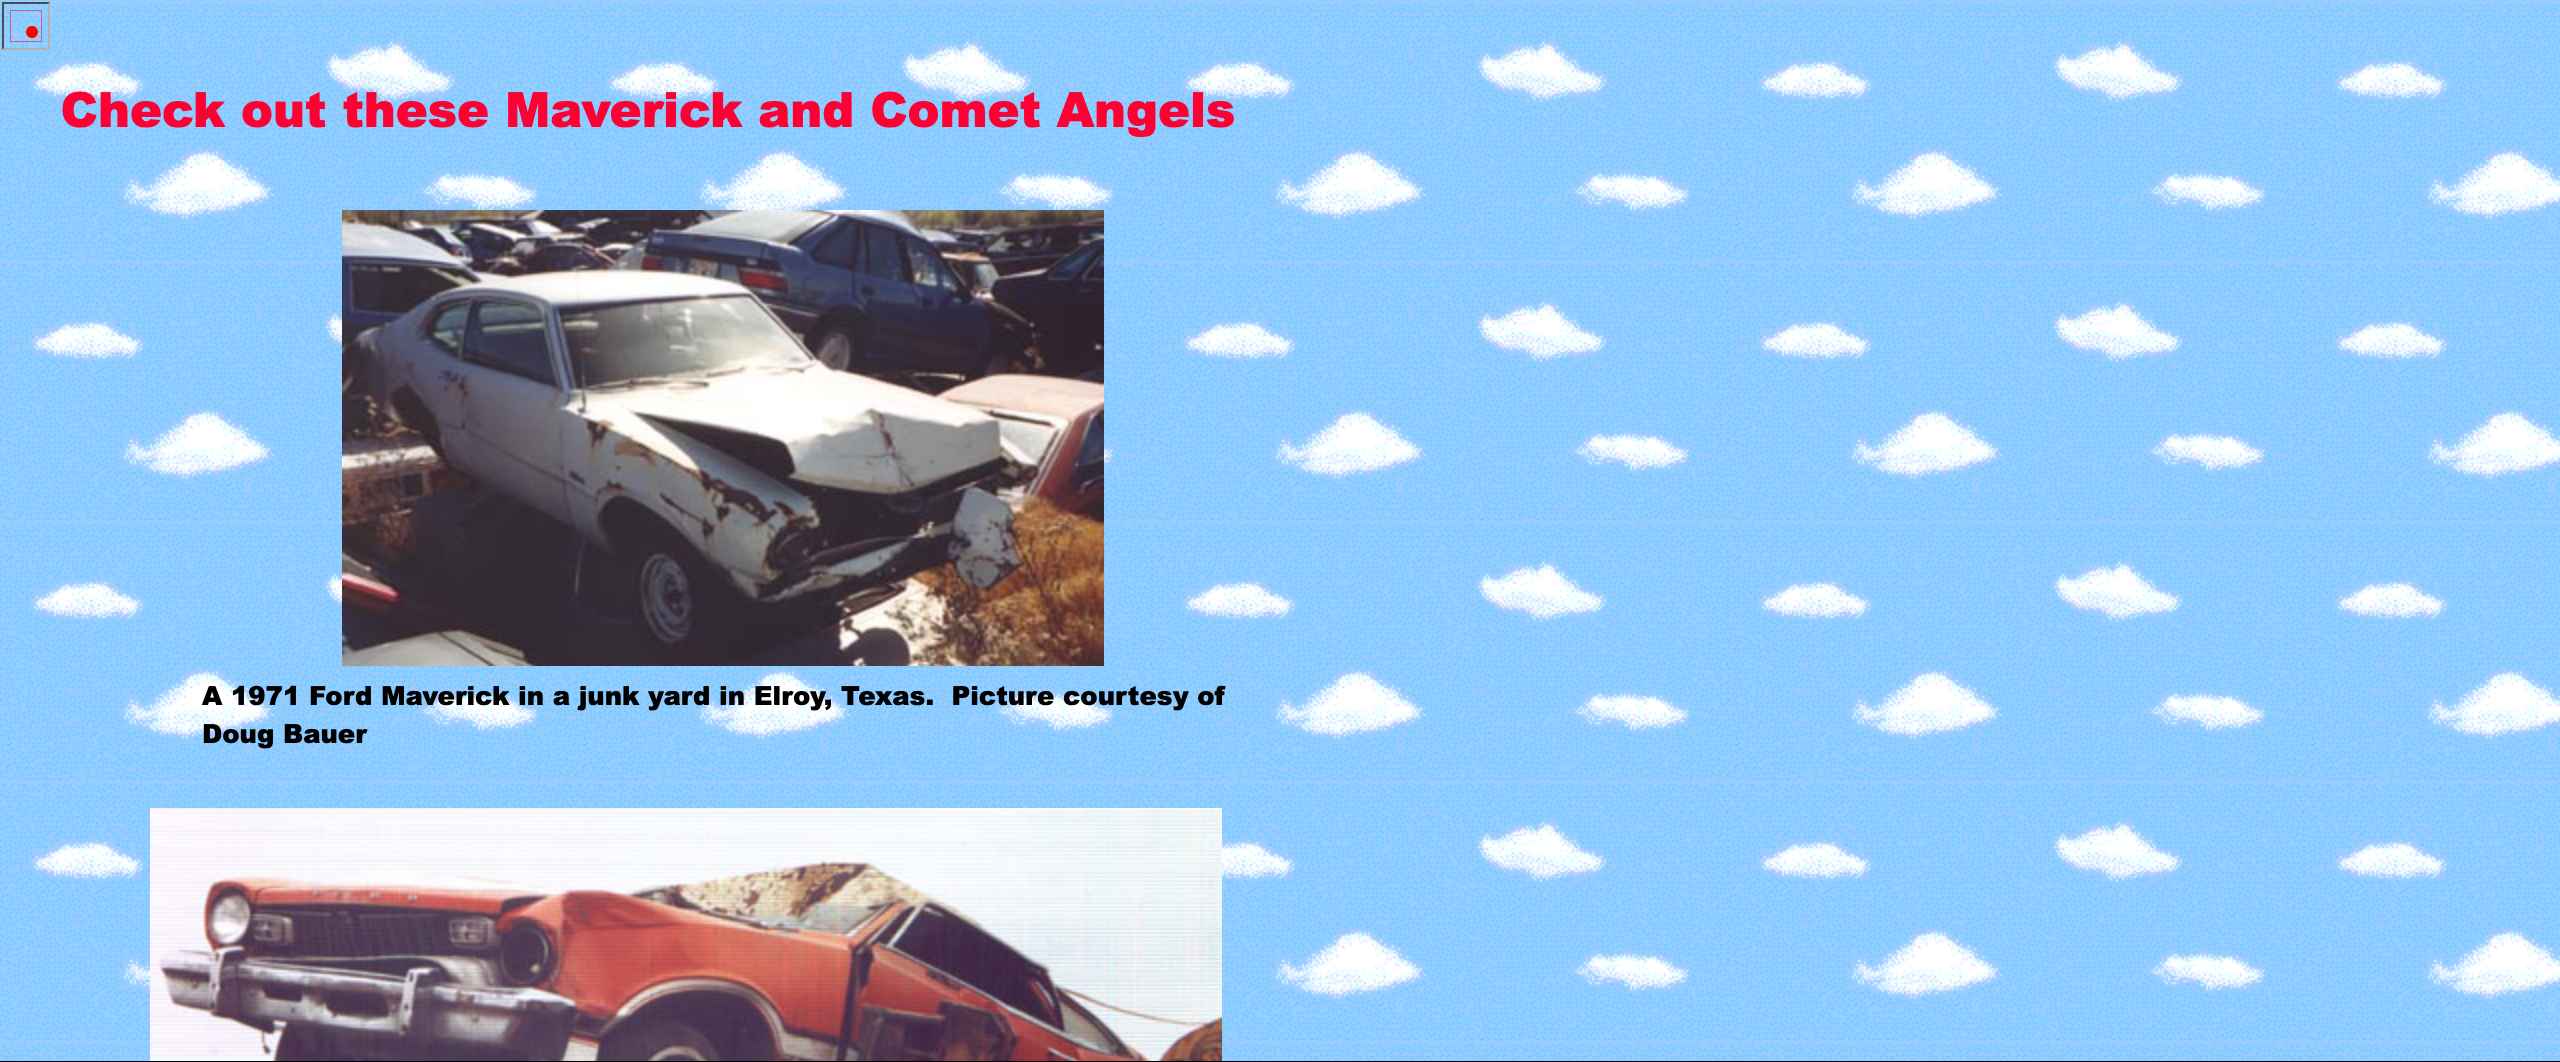 Check out these Maverick and Comet Angels
A 1971 Ford Maverick in a junk yard in Elroy, Texas.  Picture courtesy of
Doug Bauer